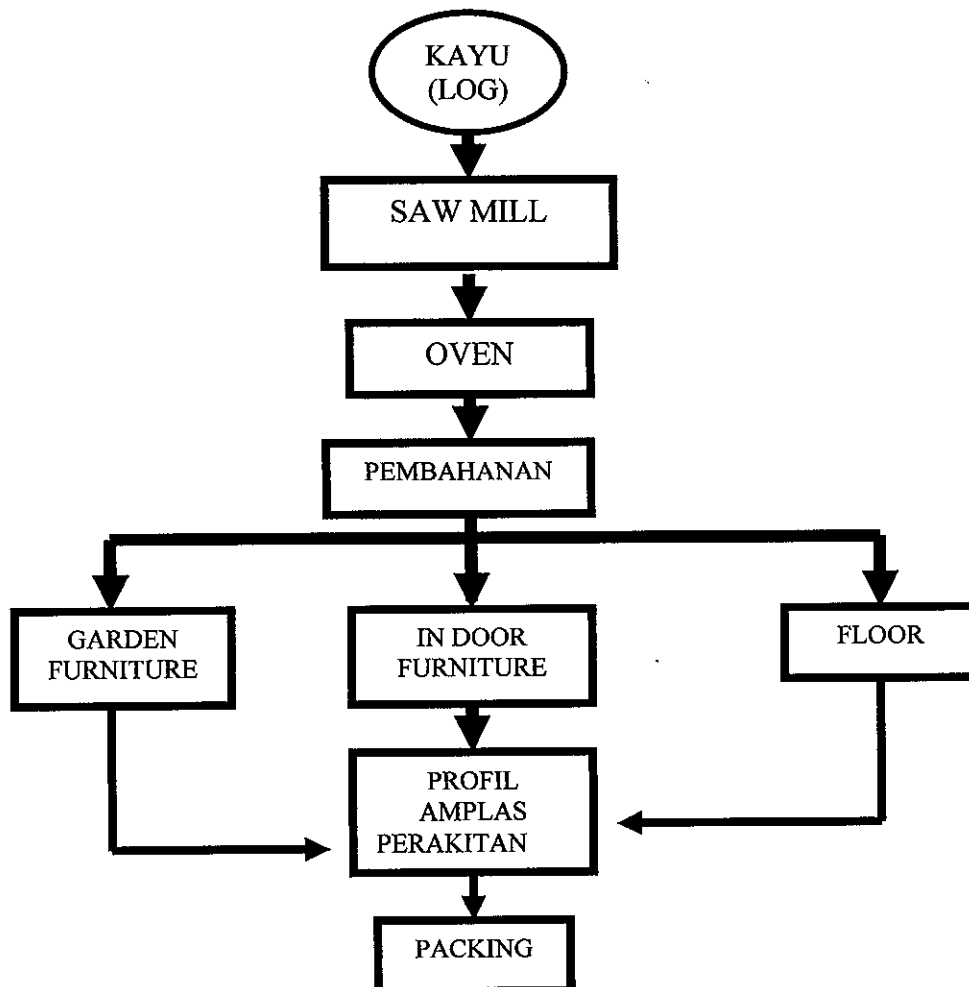 KAYU
(LOG)
SAW MILL
OVEN
PEMBAHANAN
GARDEN
FURNITURE
IN DOOR
FURNITURE
FLOOR
PROFIL
AMPLAS
PERAKITAN
PACKING